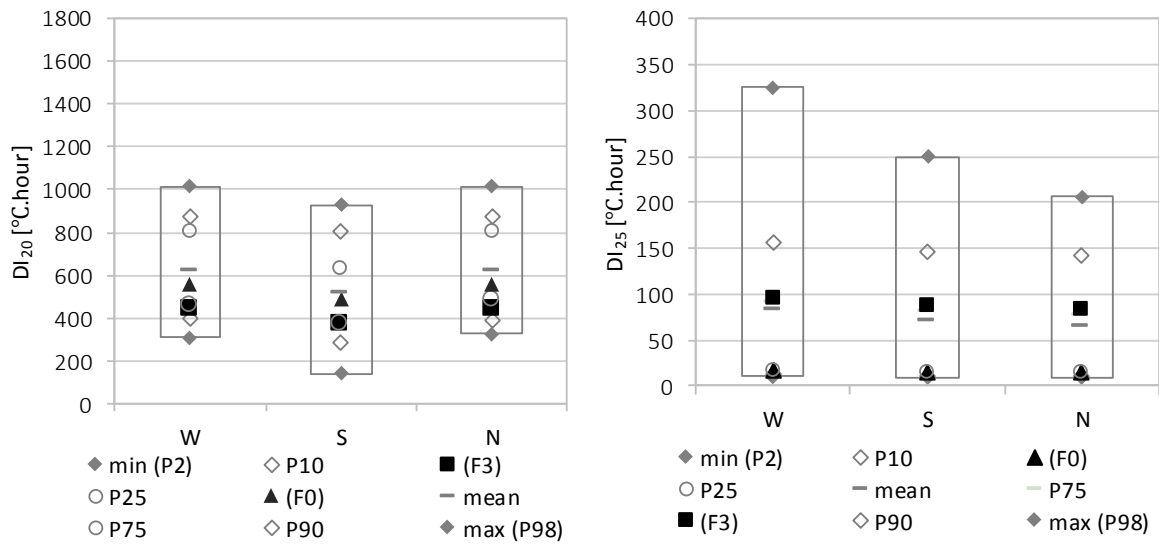 1800
1600
1400
1200
1000
800
600
400
200
0
DI₂₀ [°C.hour]
W S N
min (P2) P10 (F3)
P25 (F0) mean
P75 P90 max (P98)
400
350
300
250
200
150
100
50
0
DI₂₅ [°C.hour]
W S N
min (P2) P10 (F0)
P25 mean P75
(F3) P90 max (P98)